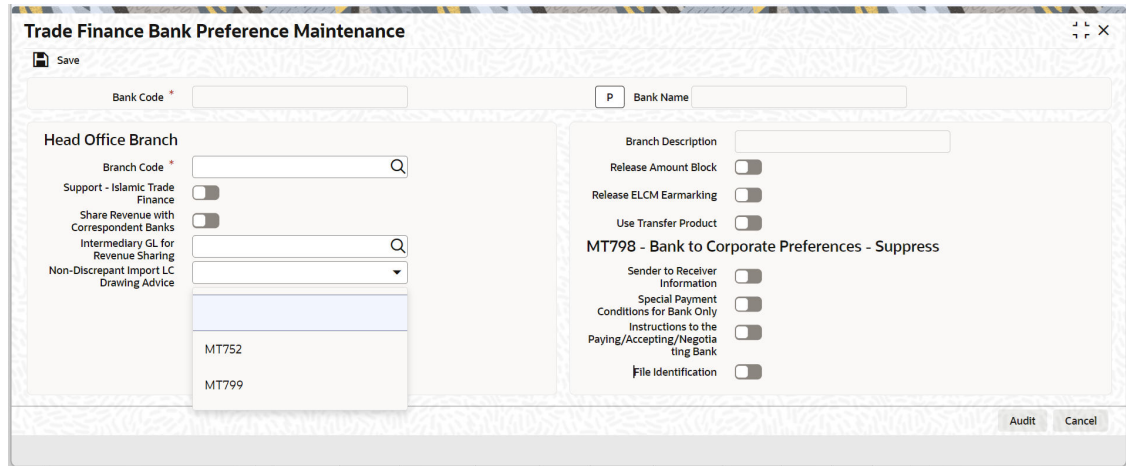 Trade Finance Bank Preference Maintenance
Save
Bank Code *
P Bank Name
Head Office Branch
Branch Code *
Support - Islamic Trade
Finance
Share Revenue with
Correspondent Banks
Intermediary GL for
Revenue Sharing
Non-Discrepant Import LC
Drawing Advice
MT752
MT799
Branch Description
Release Amount Block
Release ELCM Earmarking
Use Transfer Product
MT798 - Bank to Corporate Preferences - Suppress
Sender to Receiver
Information
Special Payment
Conditions for Bank Only
Instructions to the
Paying/Accepting/Negotia
ting Bank
File Identification
Audit Cancel